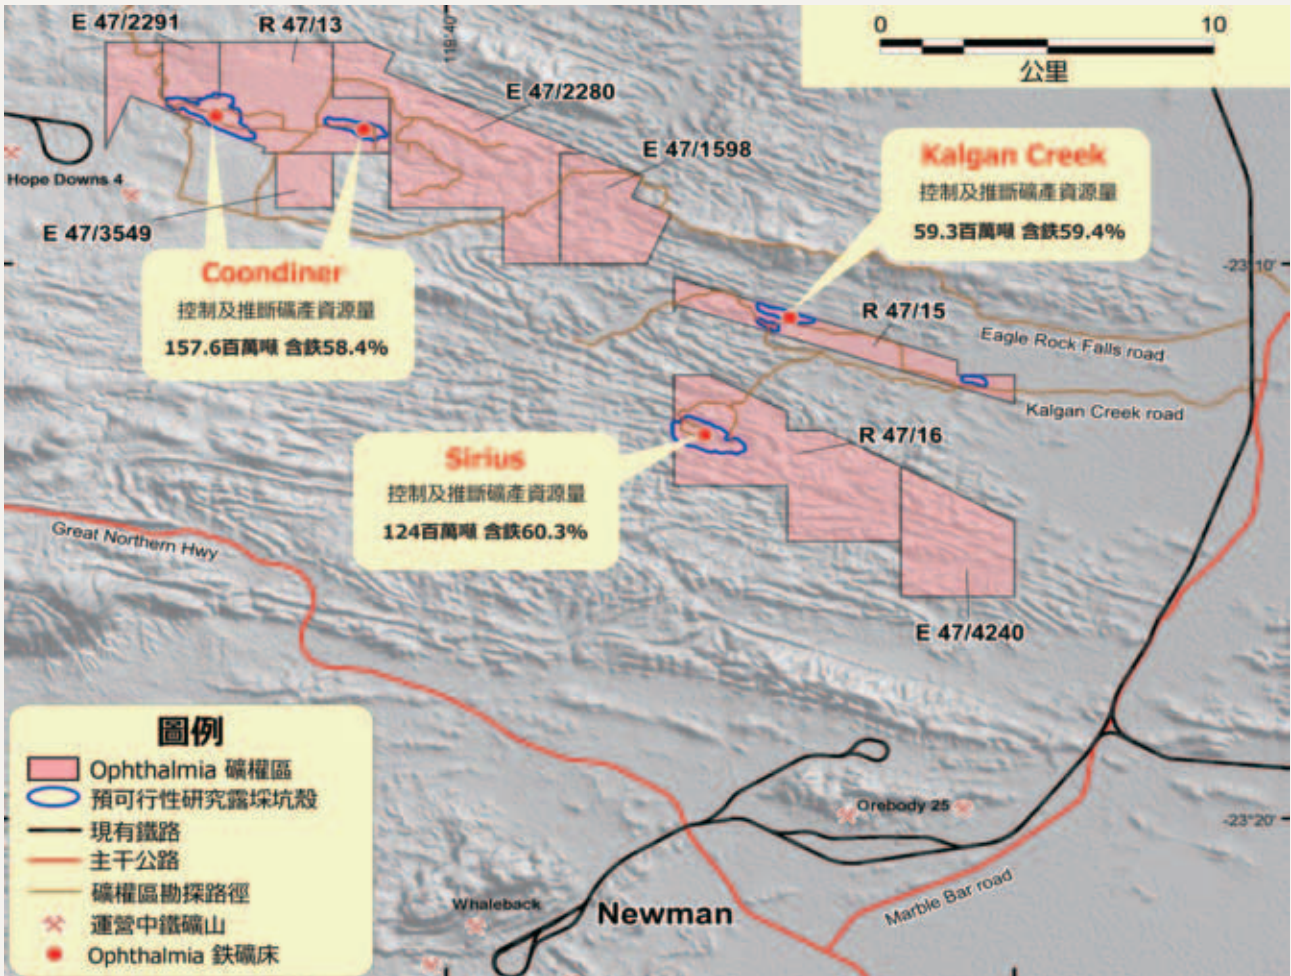 E 47/2291
R 47/13
119°40'
0
10
公里
E 47/2280
E 47/1598
Kalgan Creek
控制及推斷礦產資源量
59.3百萬噸 含鉄59.4%
Hope Downs 4
E 47/3549
Coondiner
控制及推斷礦產資源量
157.6百萬噸 含鉄58.4%
-23°10'
R 47/15
Eagle Rock Falls road
Kalgan Creek road
R 47/16
Sirius
控制及推斷礦產資源量
124百萬噸 含鉄60.3%
Great Northern Hwy
E 47/4240
圖例
Ophthalmia 礦權區
預可行性研究露埰坑殼
現有鐵路
主干公路
礦權區勘探路徑
運營中鐵礦山
Ophthalmia 鉄礦床
Orebody 25
-23°20'
Marble Bar road
Whaleback
Newman